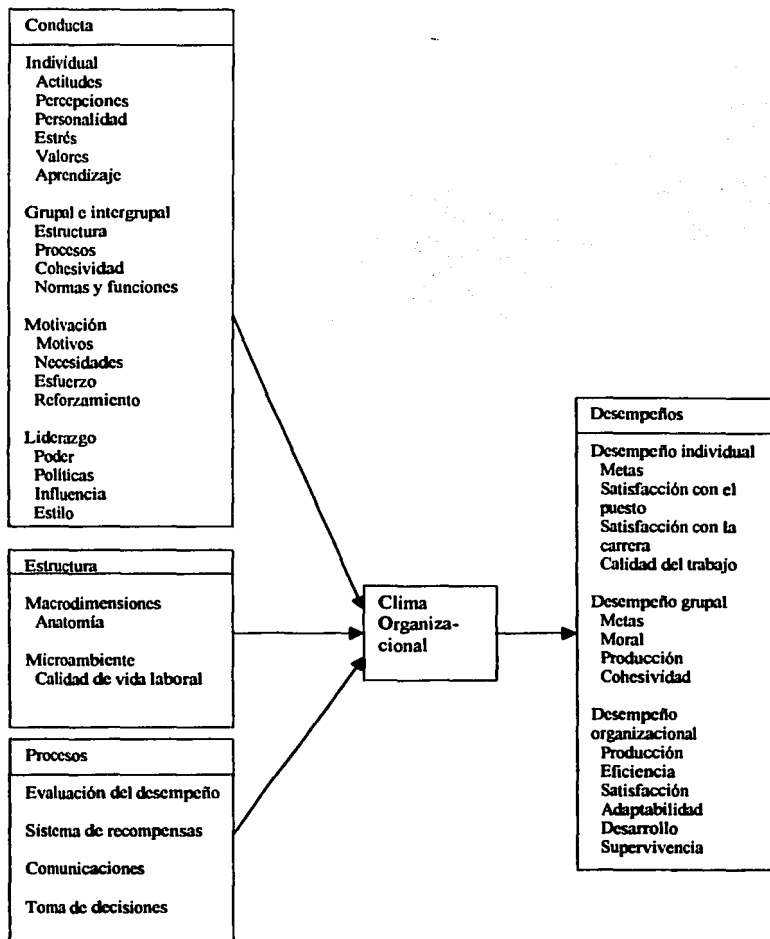 Conducta
Individual
Actitudes
Percepciones
Personalidad
Estrés
Valores
Aprendizaje
Grupal e intergrupal
Estructura
Procesos
Cohesividad
Normas y funciones
Motivación
Motivos
Necesidades
Esfuerzo
Reforzamiento
Liderazgo
Poder
Políticas
Influencia
Estilo
Estructura
Macrodimensiones
Anatomía
Microambiente
Calidad de vida laboral
Procesos
Evaluación del desempeño
Sistema de recompensas
Comunicaciones
Toma de decisiones
Clima
Organiza-
cional
Desempeños
Desempeño individual
Metas
Satisfacción con el
puesto
Satisfacción con la
carrera
Calidad del trabajo
Desempeño grupal
Metas
Moral
Producción
Cohesividad
Desempeño
organizacional
Producción
Eficiencia
Satisfacción
Adaptabilidad
Desarrollo
Supervivencia